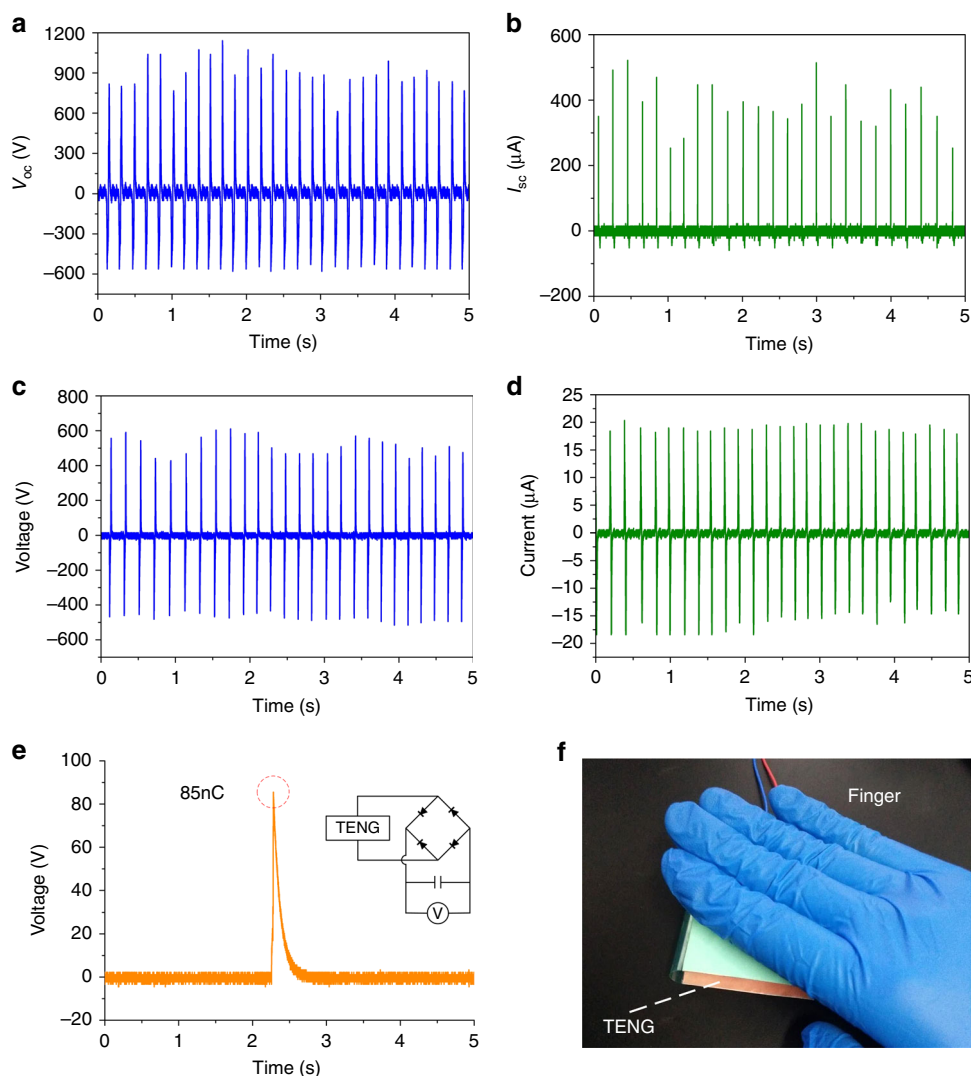 a
1200
900
600
300
0
–300
–600
V oc (V)
0 1 2 3 4 5
Time (s)
b
600
400
200
0
–200
I sc (μA)
0 1 2 3 4 5
Time (s)
c
800
600
400
200
0
–200
–400
–600
Voltage (V)
0 1 2 3 4 5
Time (s)
d
25
20
15
10
5
0
–5
–10
–15
–20
Current (μA)
0 1 2 3 4 5
Time (s)
e
100
80
60
40
20
0
–20
Voltage (V)
85nC
TENG
V
0 1 2 3 4 5
Time (s)
f
Finger
TENG